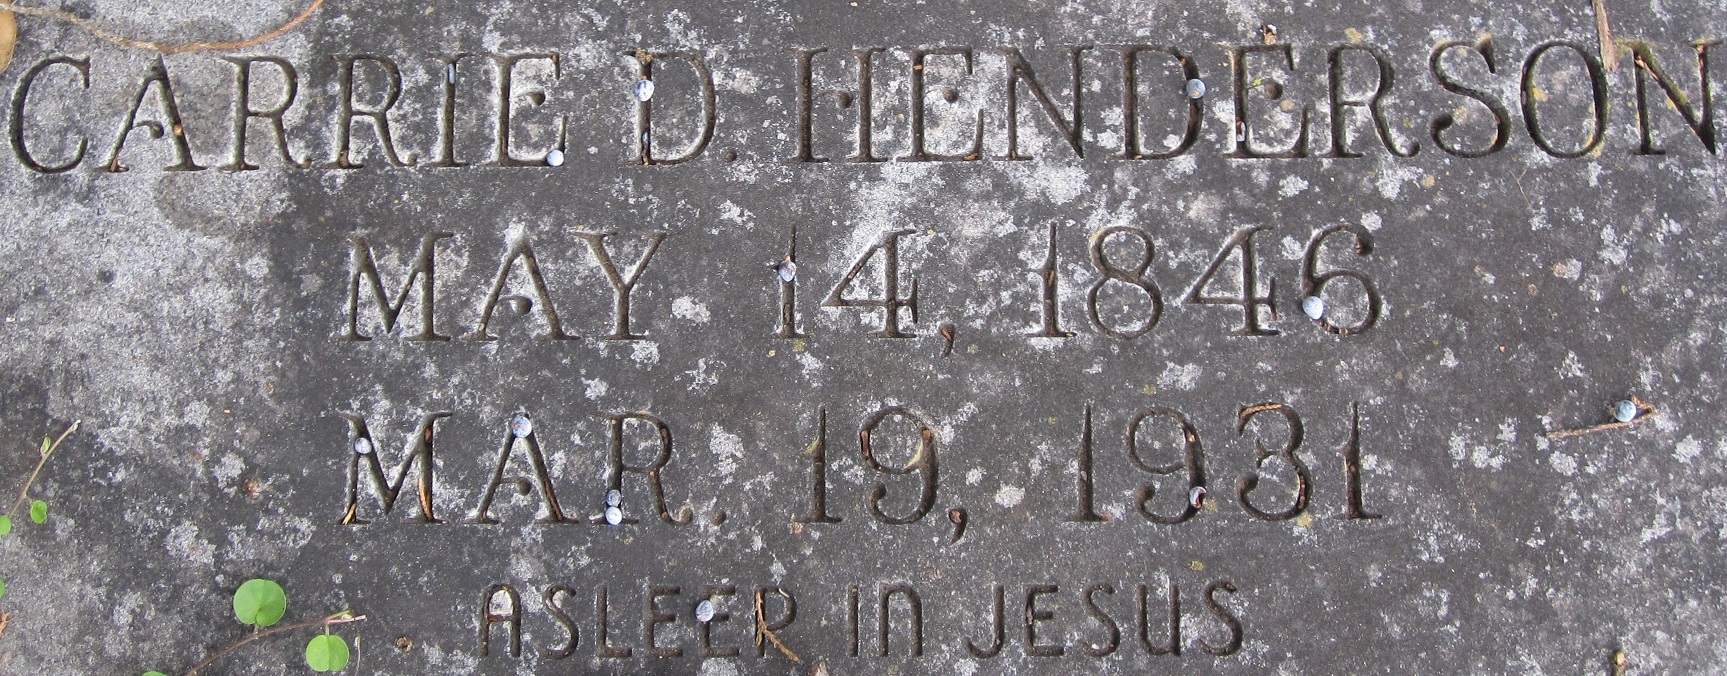 CARRIE D. HENDERSON
MAY 14, 1846
MAR. 19, 1931
ASLEEP IN JESUS